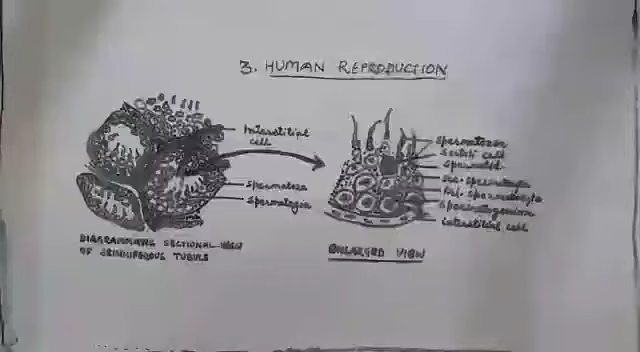 3. HUMAN REPRODUCTION
Interstitial
cell
Spermatozoa
Spermatogia
DIAGRAMMATIC SECTIONAL VIEW
OF SEMINIFEROUS TUBULE
Spermatozoa
Sertoli cell
Spermatid
Sec. Spermatocyte
Pri. Spermatocyte
Spermatogonium
Interstitial cell
ENLARGED VIEW